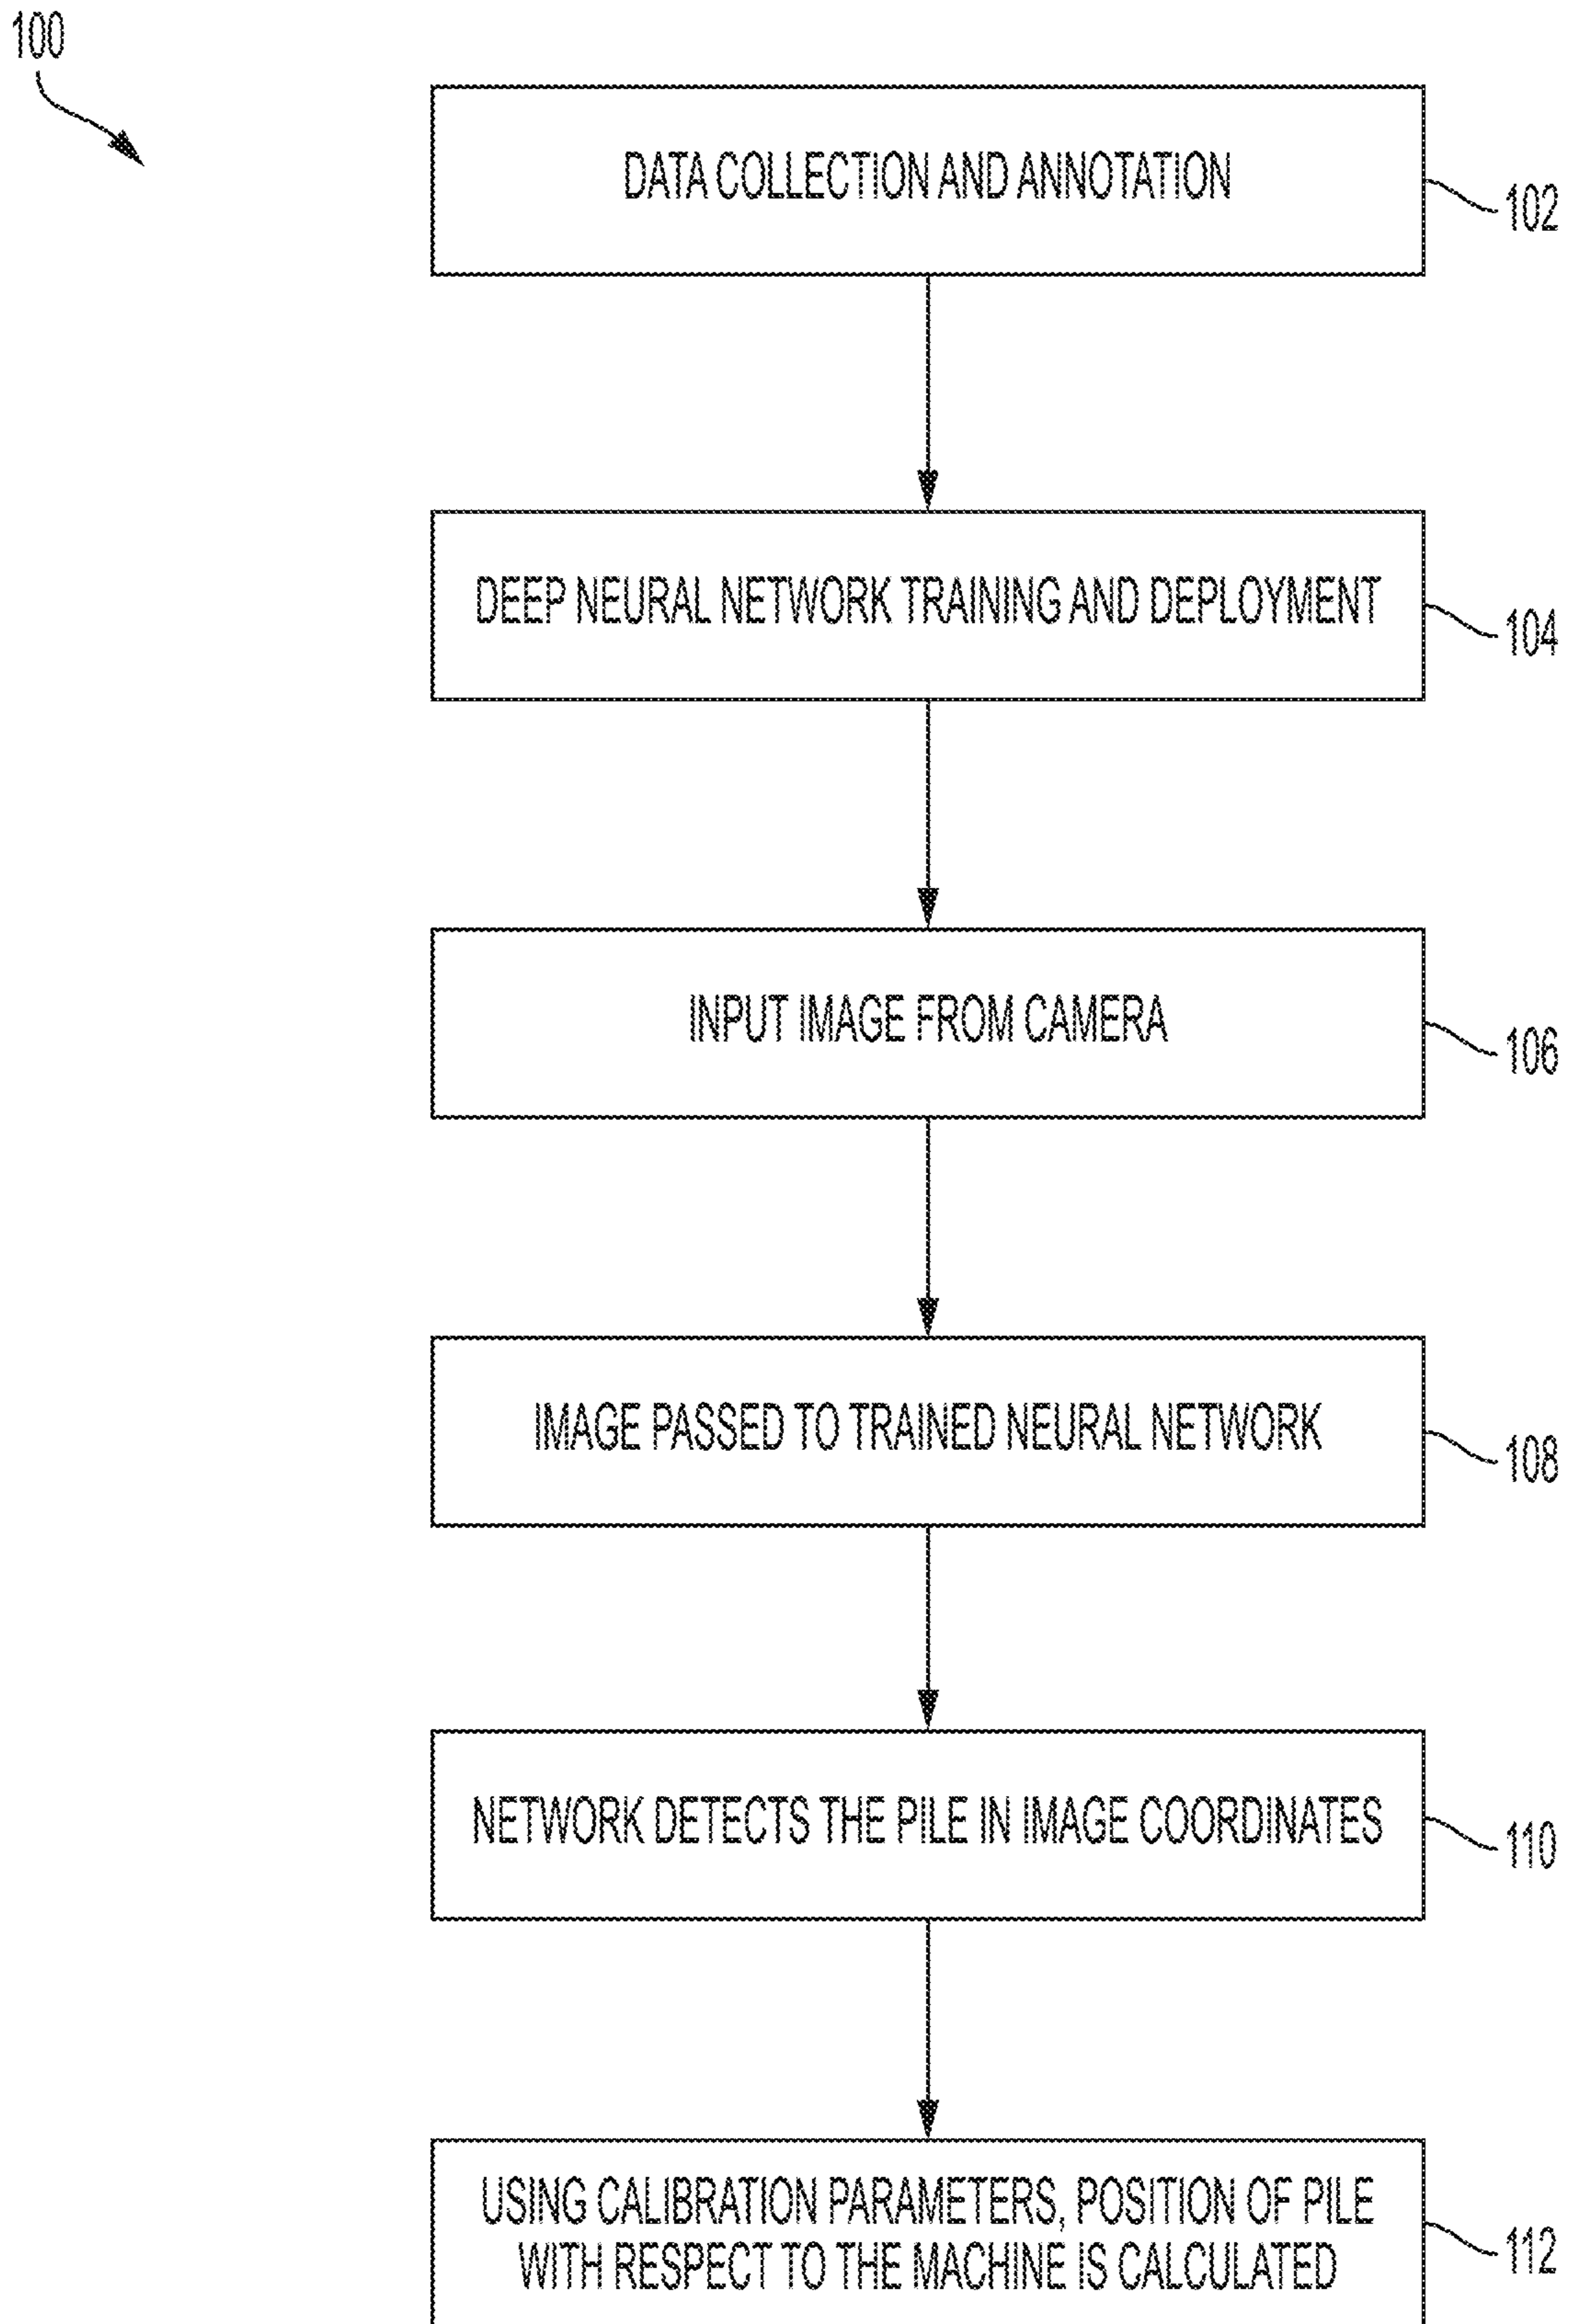 100
DATA COLLECTION AND ANNOTATION
102
DEEP NEURAL NETWORK TRAINING AND DEPLOYMENT
104
INPUT IMAGE FROM CAMERA
106
IMAGE PASSED TO TRAINED NEURAL NETWORK
108
NETWORK DETECTS THE PILE IN IMAGE COORDINATES
110
USING CALIBRATION PARAMETERS, POSITION OF PILE
WITH RESPECT TO THE MACHINE IS CALCULATED
112